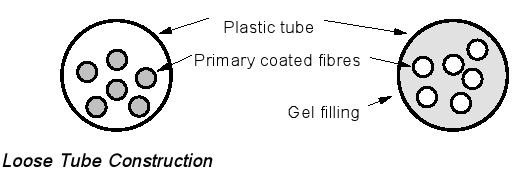 Plastic tube
Primary coated fibres
Gel filling
Loose Tube Construction